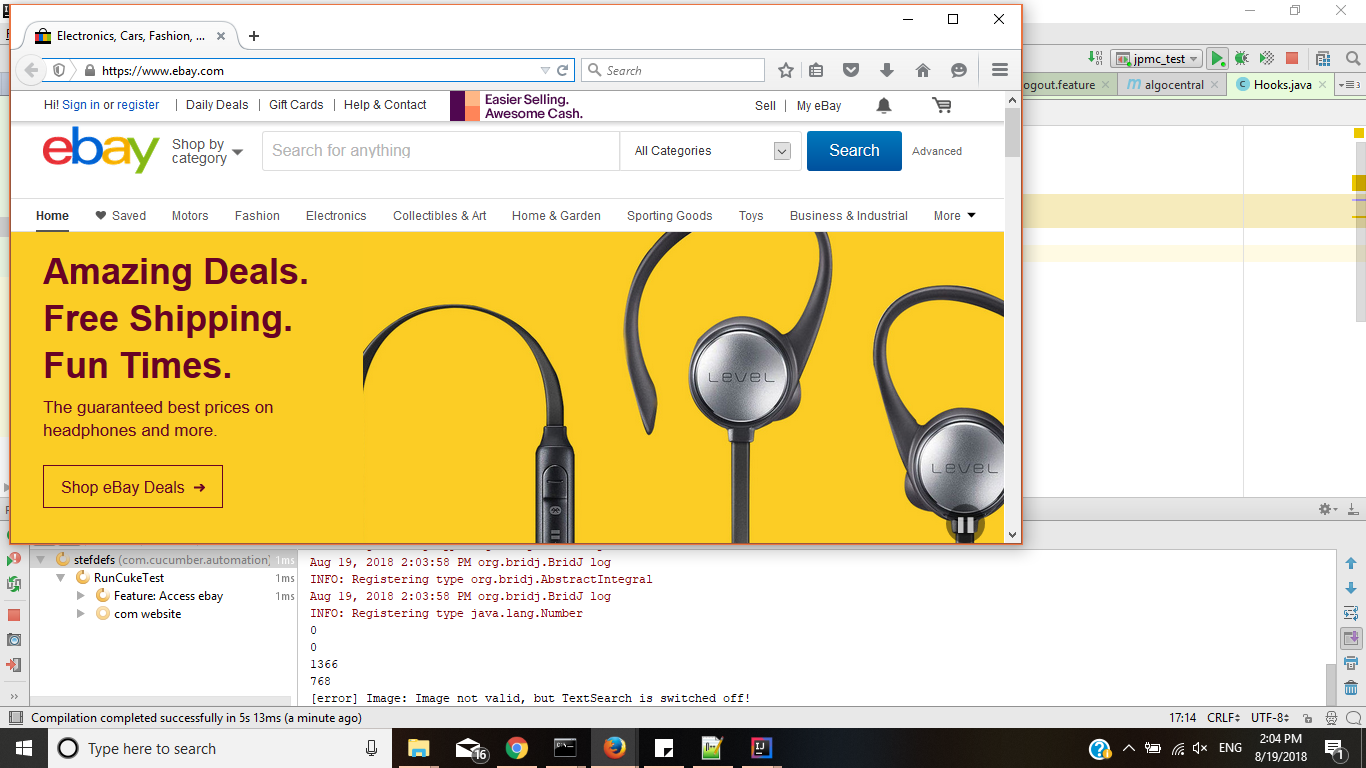 Electronics, Cars, Fashion, ...
https://www.ebay.com
Search
jpmc_test
ogout.feature
algocentral
Hooks.java
Hi! Sign in or register
Daily Deals
Gift Cards
Help & Contact
Easier Selling.
Awesome Cash.
Sell
My eBay
ebay
Shop by
category
Search for anything
All Categories
Search
Advanced
Home
Saved
Motors
Fashion
Electronics
Collectibles & Art
Home & Garden
Sporting Goods
Toys
Business & Industrial
More
Amazing Deals.
Free Shipping.
Fun Times.
The guaranteed best prices on
headphones and more.
Shop eBay Deals
LEVEL
LEVEL
stefdefs (com.cucumber.automation) 1ms
RunCukeTest 1ms
Feature: Access ebay 1ms
com website
Aug 19, 2018 2:03:58 PM org.bridj.BridJ log
INFO: Registering type org.bridj.AbstractIntegral
Aug 19, 2018 2:03:58 PM org.bridj.BridJ log
INFO: Registering type java.lang.Number
0
0
1366
768
[error] Image: Image not valid, but TextSearch is switched off!
Compilation completed successfully in 5s 13ms (a minute ago)
17:14 CRLF UTF-8
Type here to search
16
ENG
2:04 PM
8/19/2018
1